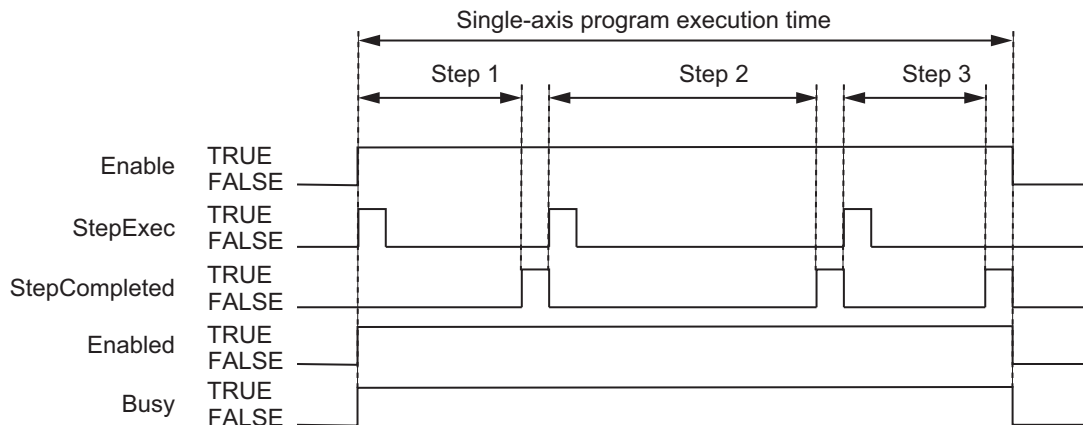 Single-axis program execution time
Step 1 Step 2 Step 3
Enable TRUE
FALSE
StepExec TRUE
FALSE
StepCompleted TRUE
FALSE
Enabled TRUE
FALSE
Busy TRUE
FALSE